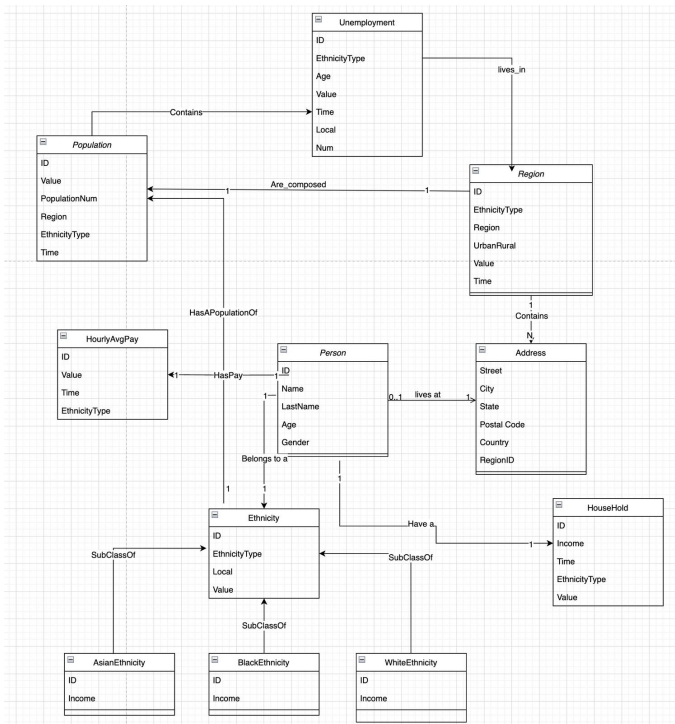 Unemployment
ID
EthnicityType
Age
Value
Time
Local
Num
lives_in
Contains
Population
ID
Value
PopulationNum
Region
EthnicityType
Time
Region
ID
EthnicityType
Region
UrbanRural
Value
Time
Are_composed
1
1
1
Contains
N,
HasAPopulationOf
1
HourlyAvgPay
ID
Value
Time
EthnicityType
1
HasPay
1
Person
ID
Name
LastName
Age
Gender
0..1
lives at
1
Address
Street
City
State
Postal Code
Country
RegionID
1
Belongs to a
1
1
Have a
1
HouseHold
ID
Income
Time
EthnicityType
Value
Ethnicity
ID
EthnicityType
Local
Value
SubClassOf
SubClassOf
SubClassOf
AsianEthnicity
ID
Income
BlackEthnicity
ID
Income
WhiteEthnicity
ID
Income